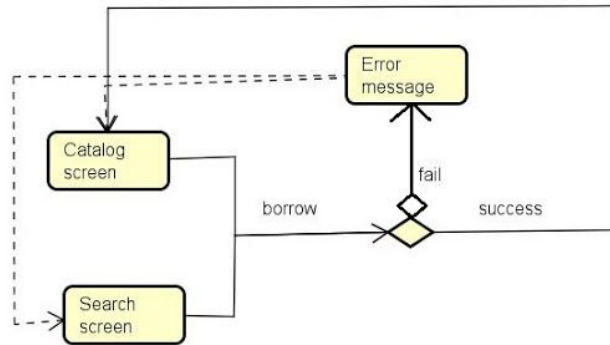 Error
message
Catalog
screen
fail
borrow
success
Search
screen